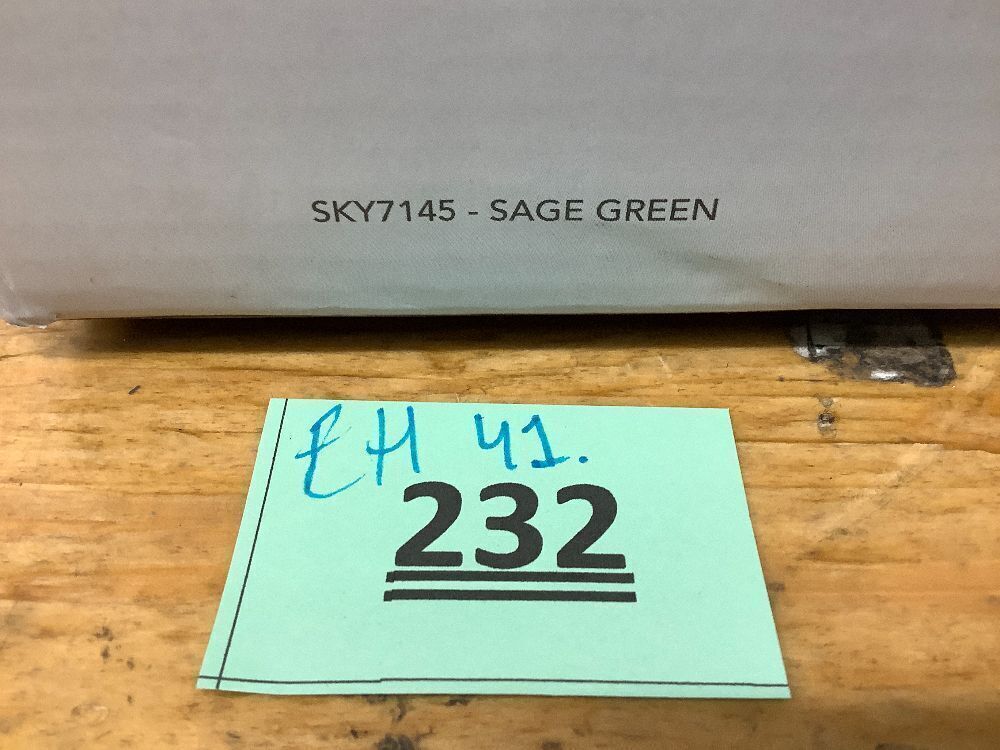 SKY7145 - SAGE GREEN
EH 41.
232